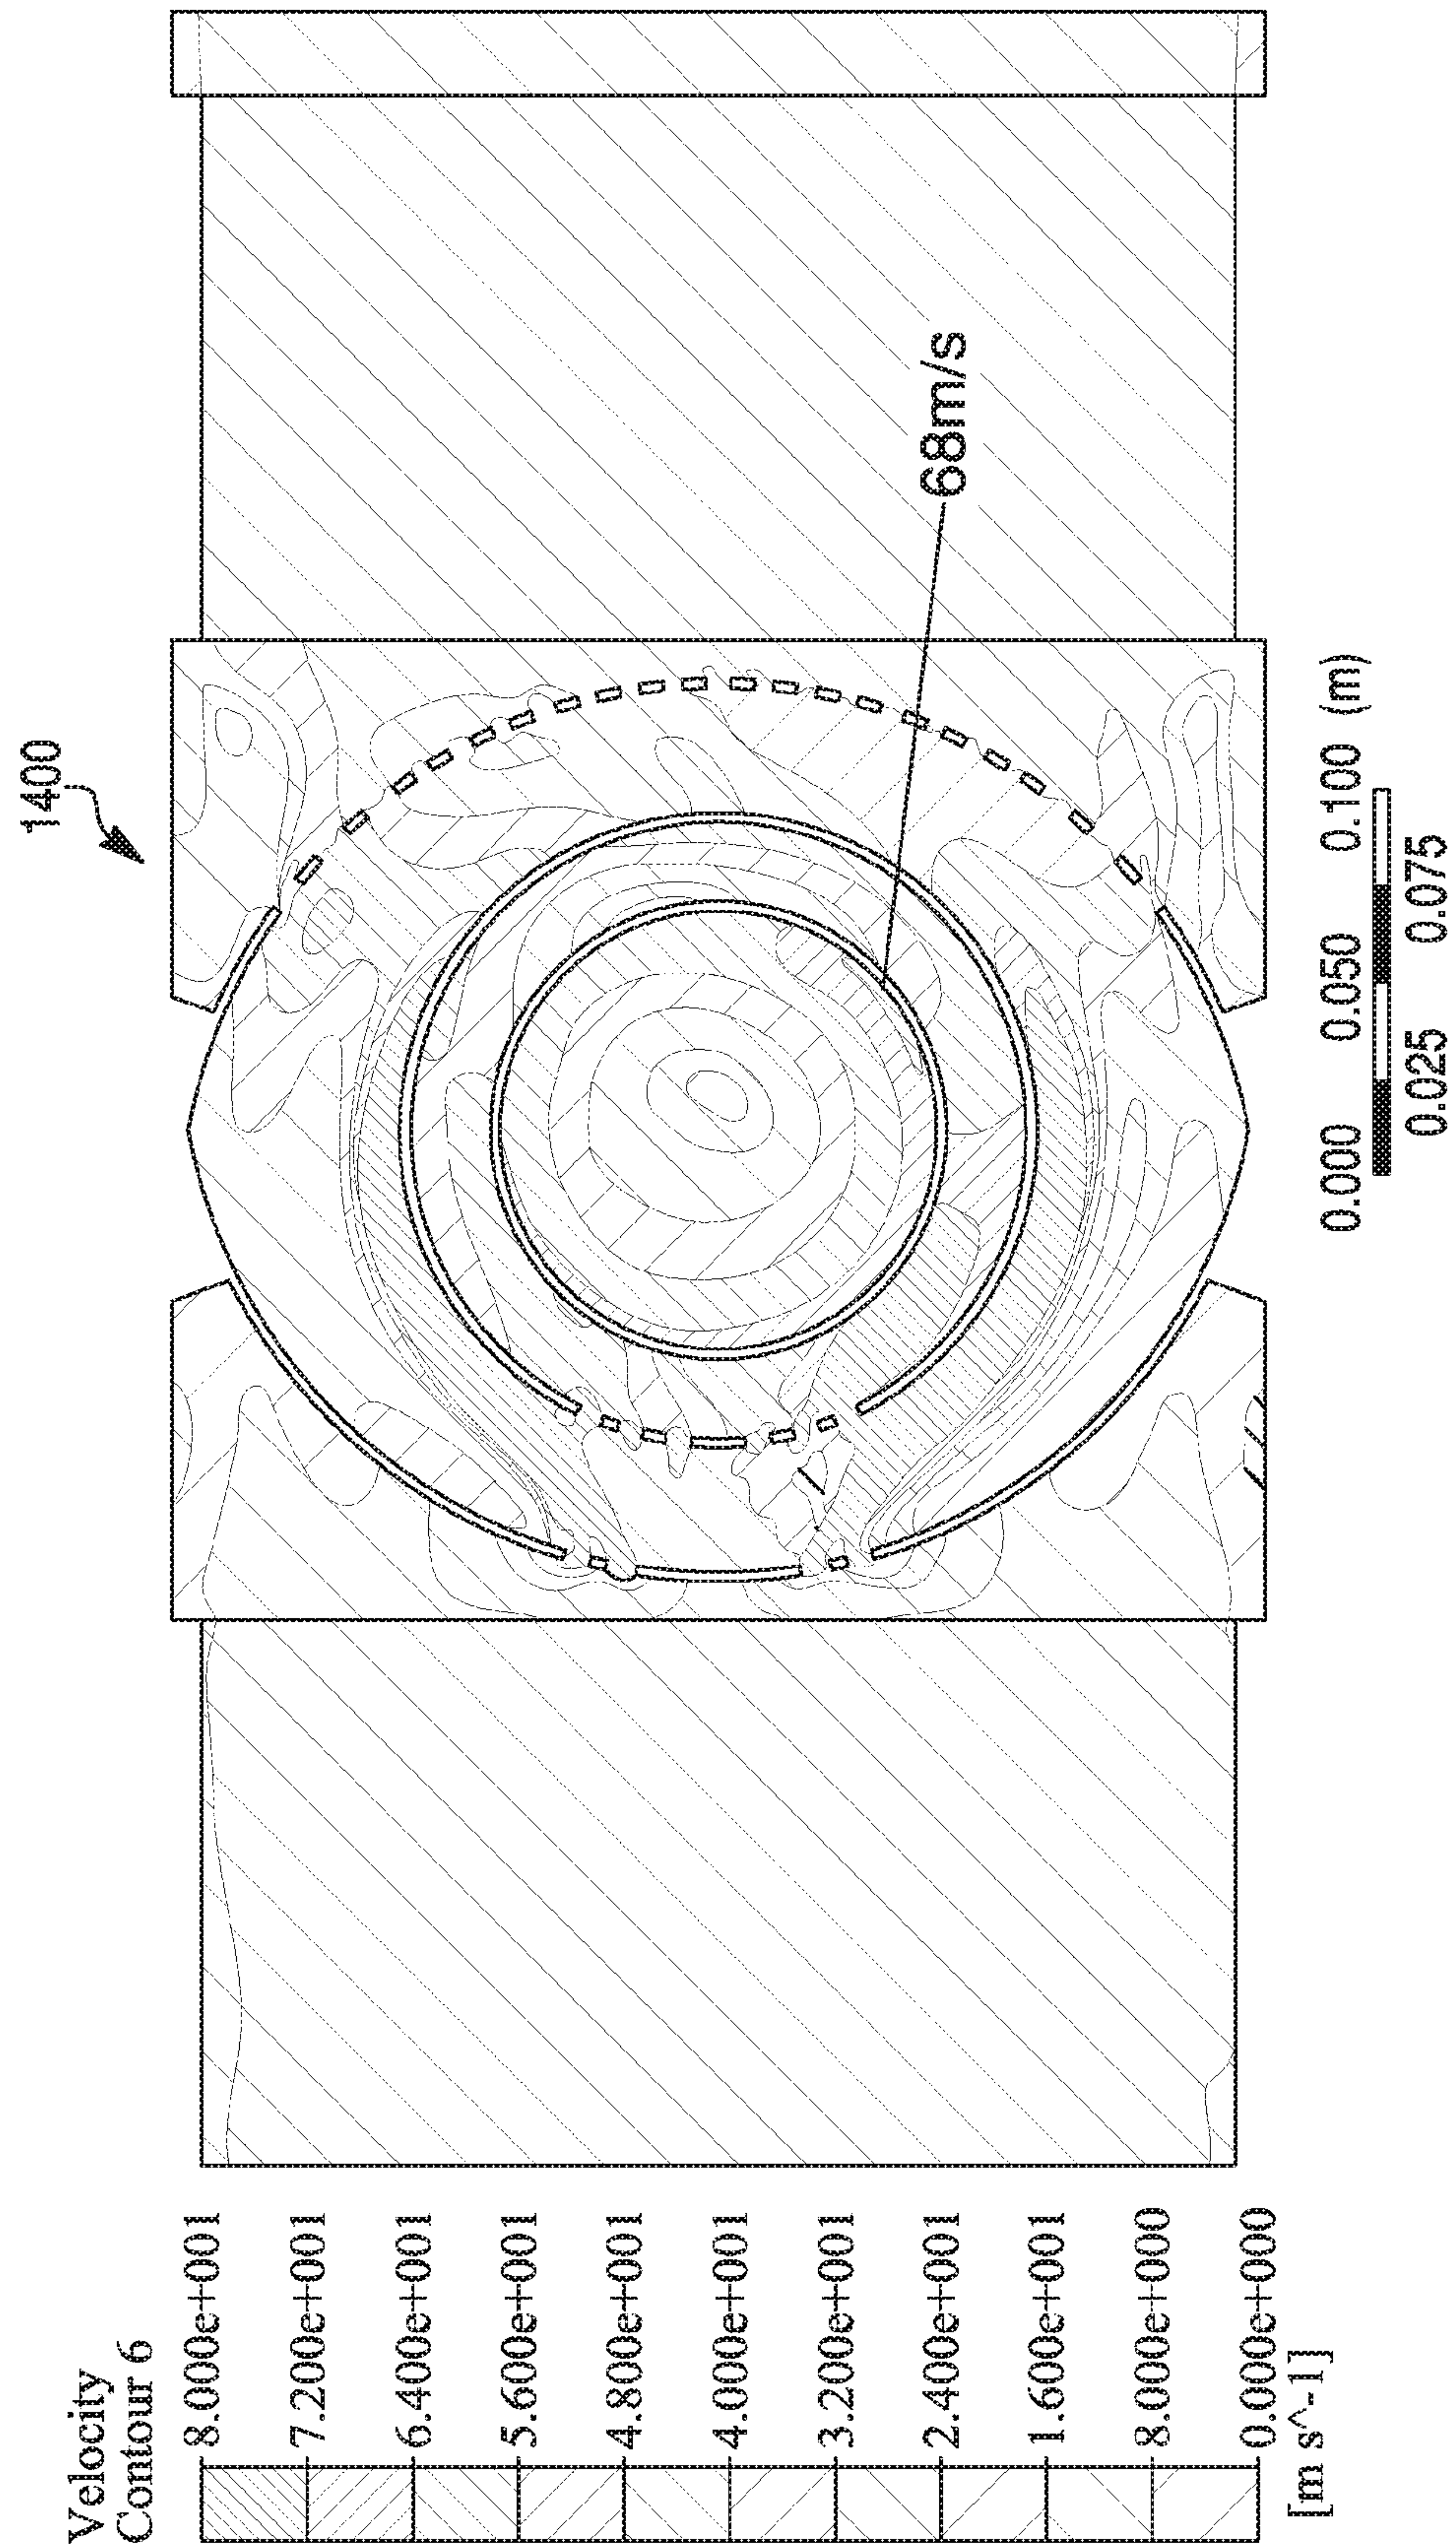 Velocity
Contour 6
8.000e+001
7.200e+001
6.400e+001
5.600e+001
4.800e+001
4.000e+001
3.200e+001
2.400e+001
1.600e+001
8.000e+000
0.000e+000
[m s^-1]
1400
68m/s
0.000 0.050 0.100 (m)
0.025 0.075